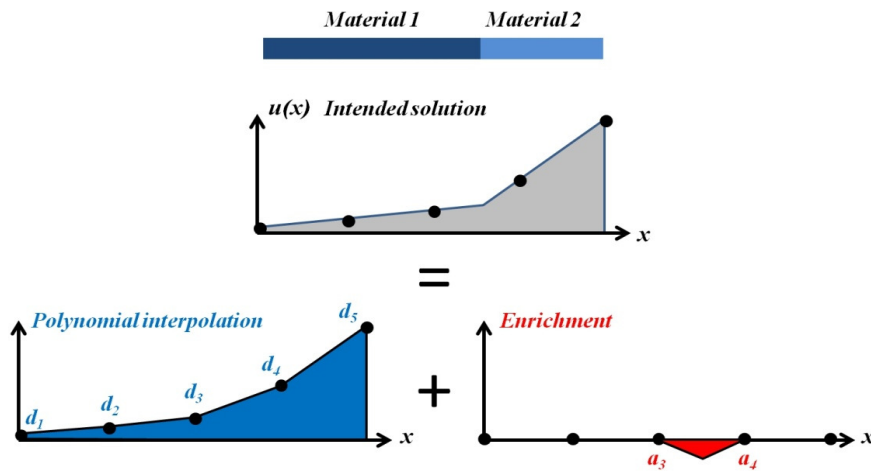 Material 1 Material 2
u(x) Intended solution
x
=
Polynomial interpolation
d5
d4
d3
d2
d1
x
+
Enrichment
x
a3 a4